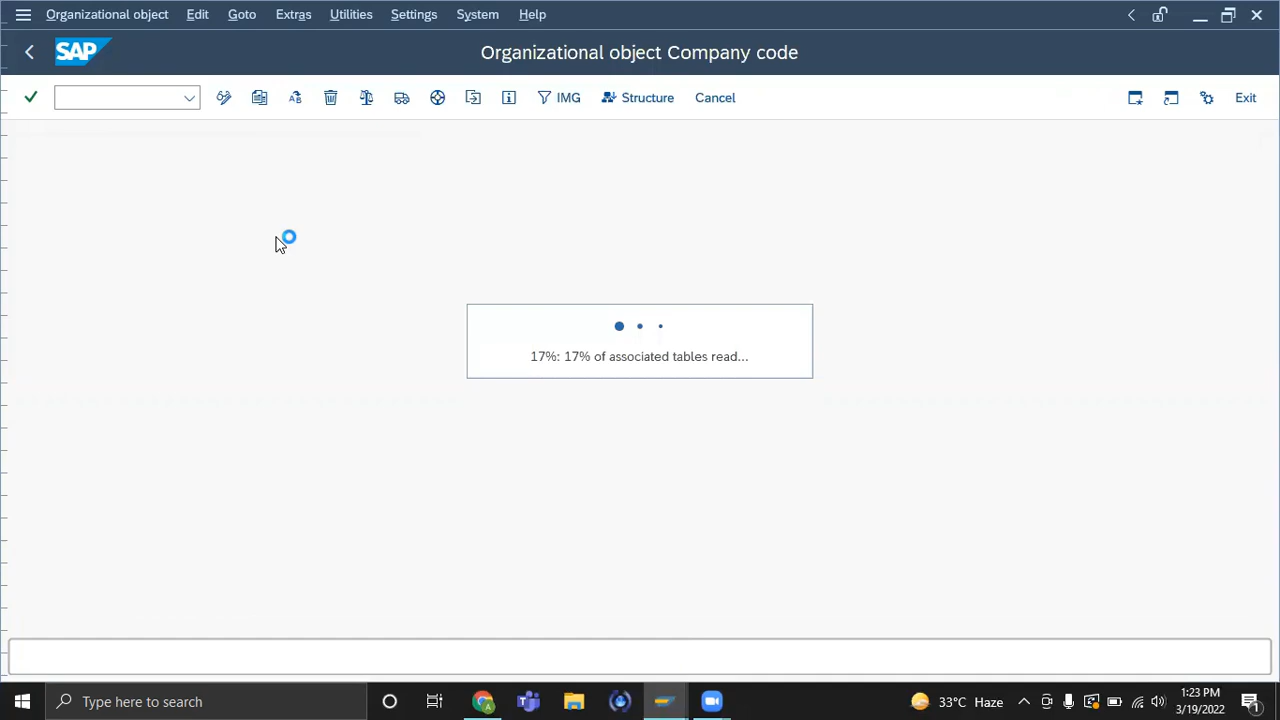 Organizational object Edit Goto Extras Utilities Settings System Help
SAP Organizational object Company code
IMG Structure Cancel Exit
17%: 17% of associated tables read...
Type here to search 33°C Haze 1:23 PM
3/19/2022 1